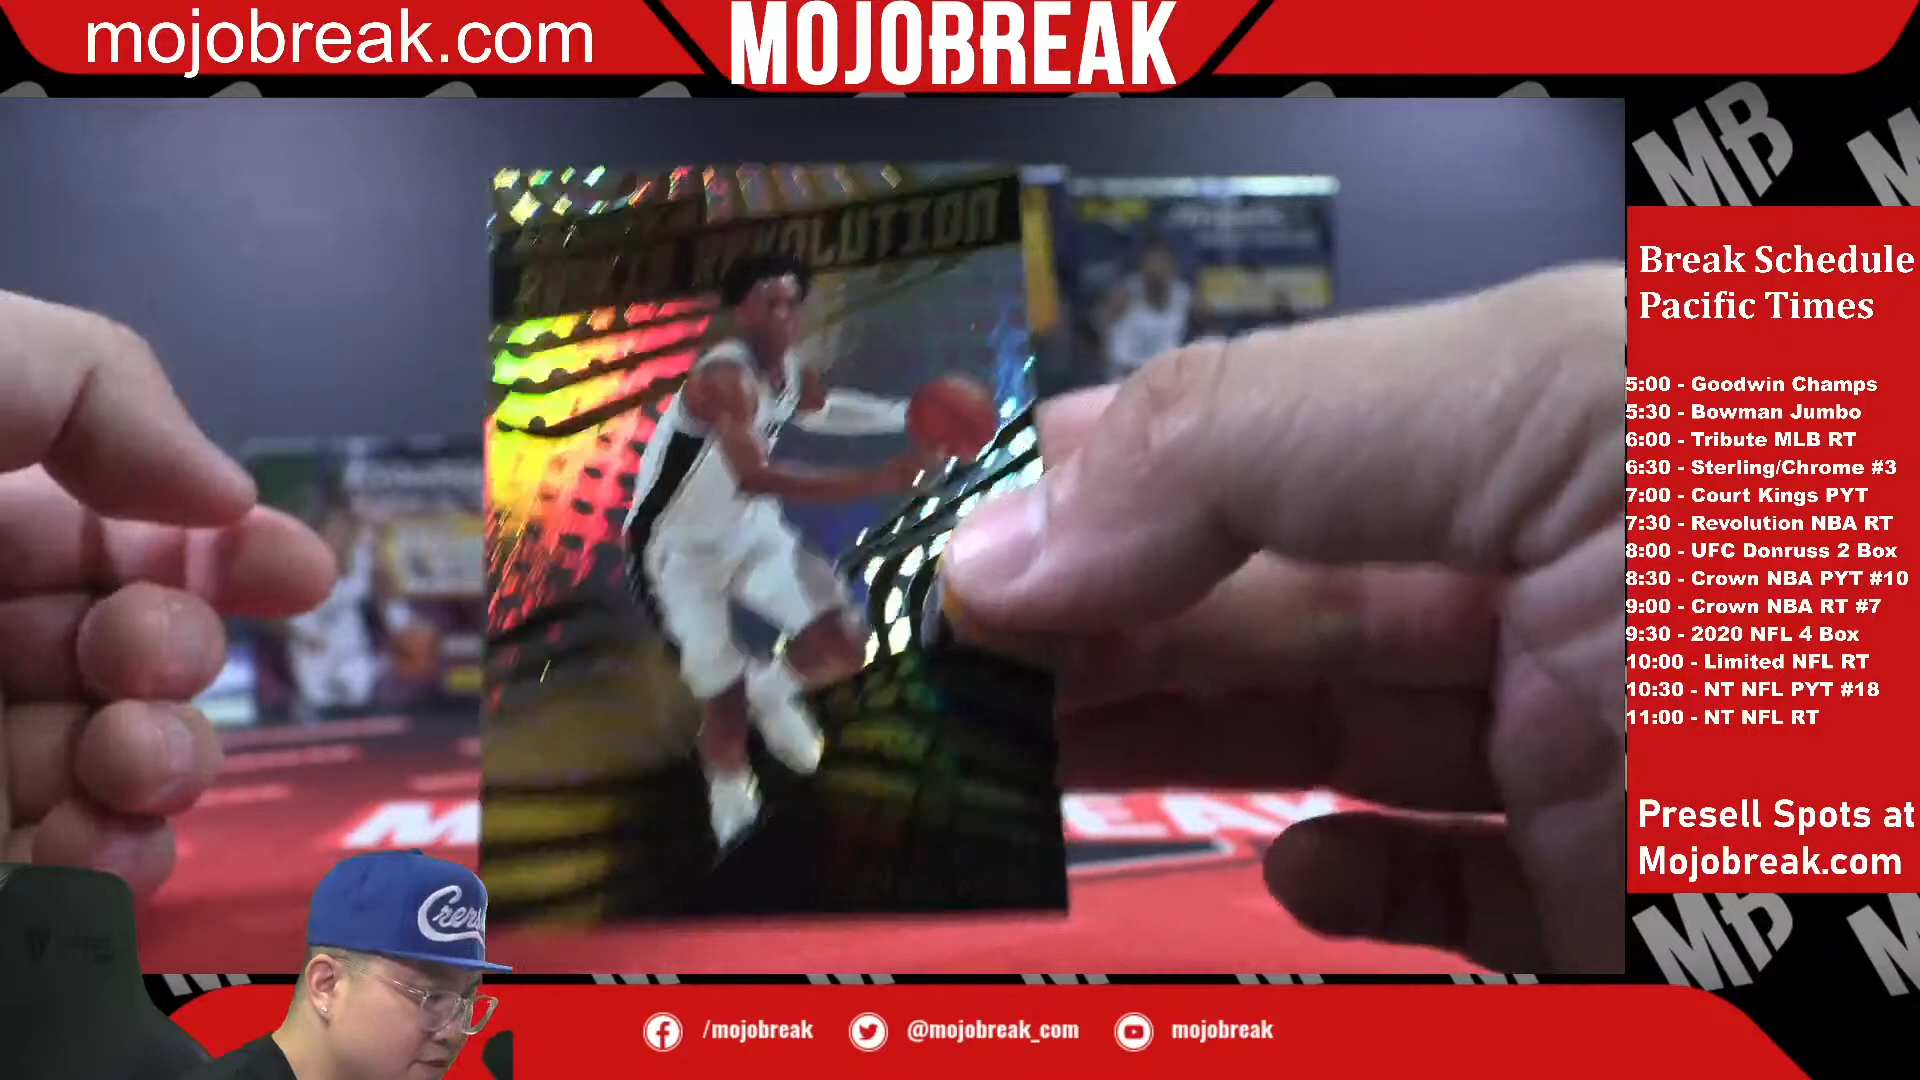 mojobreak.com
MOJOBREAK
ROOKIE REVOLUTION
Break Schedule
Pacific Times
5:00 - Goodwin Champs
5:30 - Bowman Jumbo
6:00 - Tribute MLB RT
6:30 - Sterling/Chrome #3
7:00 - Court Kings PYT
7:30 - Revolution NBA RT
8:00 - UFC Donruss 2 Box
8:30 - Crown NBA PYT #10
9:00 - Crown NBA RT #7
9:30 - 2020 NFL 4 Box
10:00 - Limited NFL RT
10:30 - NT NFL PYT #18
11:00 - NT NFL RT
Presell Spots at
Mojobreak.com
MB
MB
/mojobreak
@mojobreak_com
mojobreak